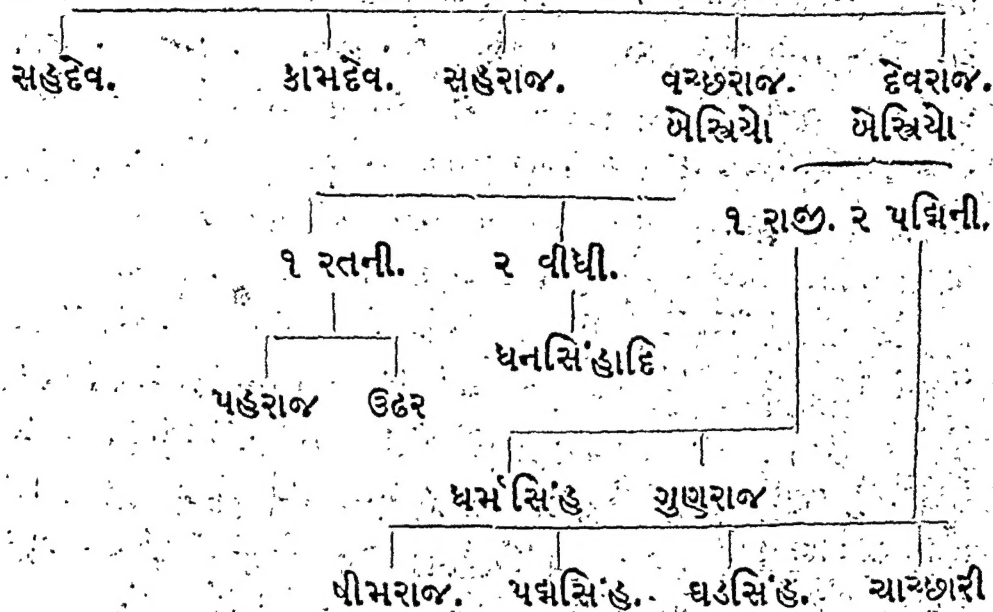 સહદેવ. કામદેવ. સહરાજ. વચ્છરાજ. દેવરાજ.
બેસ્ત્રિયો બેસ્ત્રિયો
૧ રાજી. ૨ પદ્મિની.
૧ રતની. ૨ વીધી.
ધનસિંહાદિ
પહરાજ ઉઢર
ધર્મસિંહ ગુણરાજ
ષીમરાજ. પદ્મસિંહ. ઘડસિંહ. ચાચ્છારી